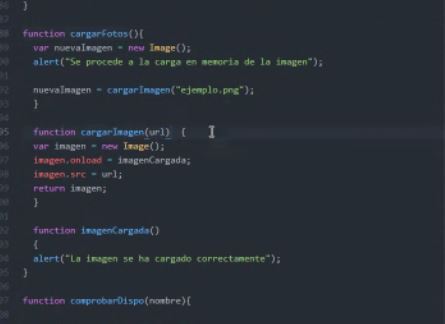 }
function cargarFotos(){
var nuevaImagen = new Image();
alert("Se procede a la carga en memoria de la imagen");
nuevaImagen = cargarImagen("ejemplo.png");
}
function cargarImagen(url) {
var imagen = new Image();
imagen.onload = imagenCargada;
imagen.src = url;
return imagen;
}
function imagenCargada()
{
alert("La imagen se ha cargado correctamente");
}
function comprobarDispo(nombre){